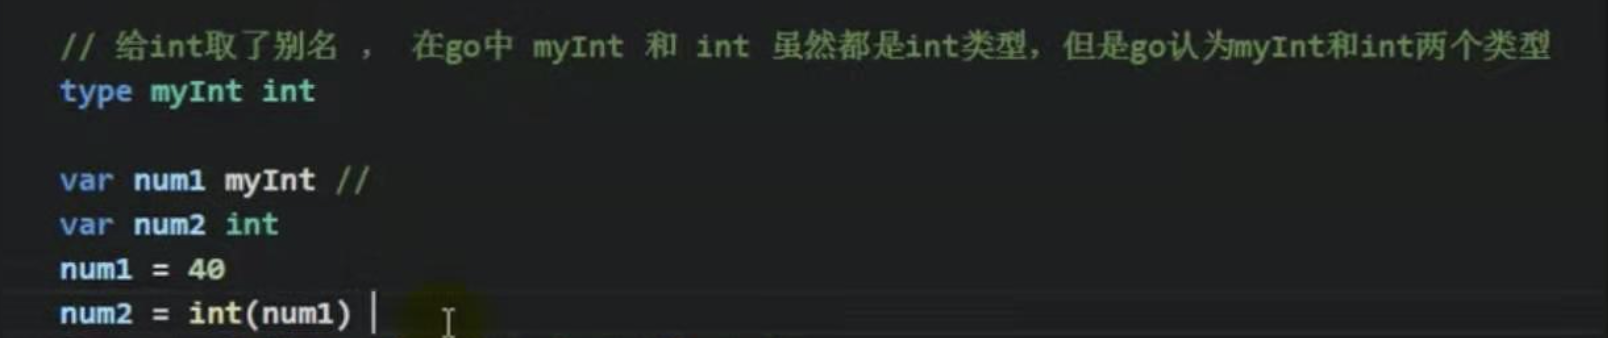 // 给int取了别名 ， 在go中 myInt 和 int 虽然都是int类型，但是go认为myInt和int两个类型
type myInt int
var num1 myInt //
var num2 int
num1 = 40
num2 = int(num1)